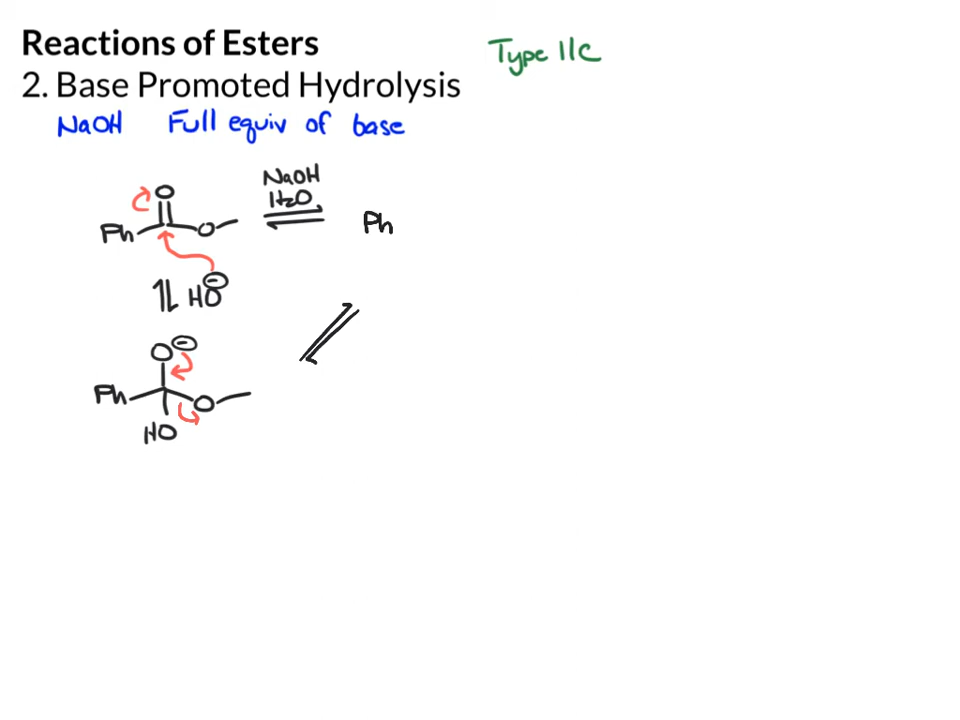 Reactions of Esters
Type IIC
2. Base Promoted Hydrolysis
NaOH Full equiv of base
NaOH
H2O
O
Ph O
Ph
HO⊖
O⊖
Ph O
HO